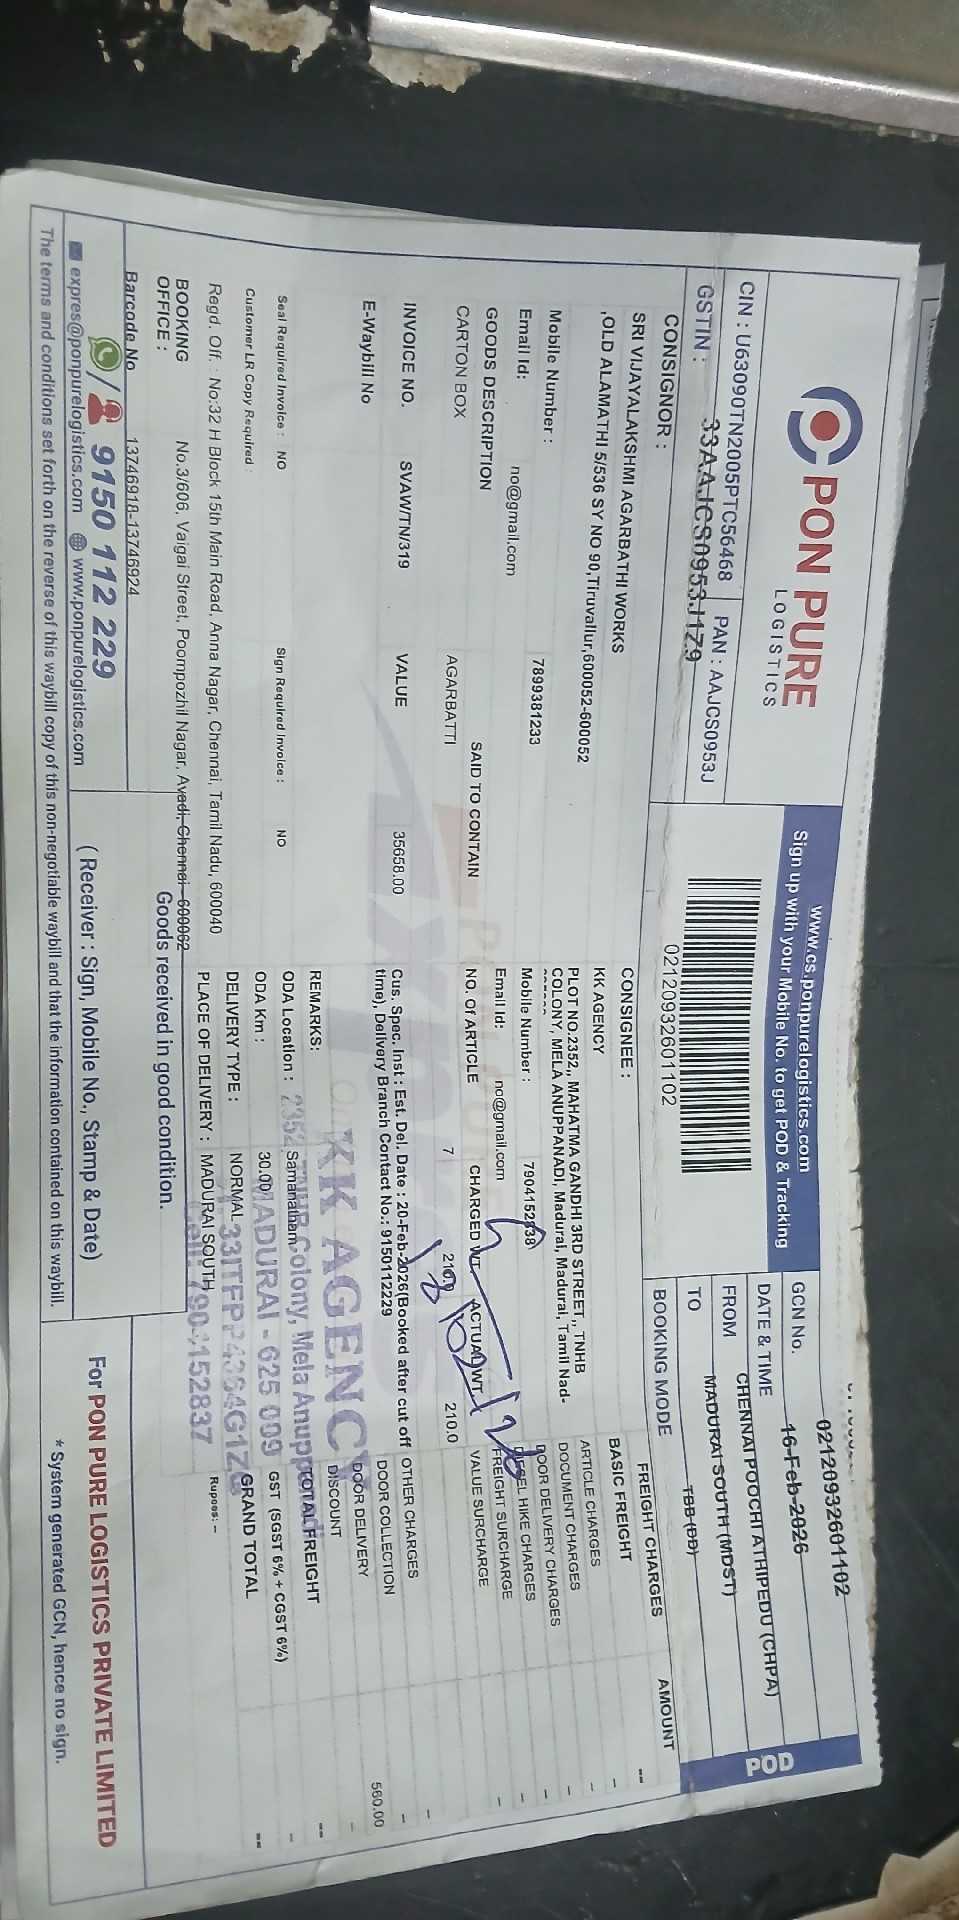 PON PURE
LOGISTICS
CIN : U63090TN2005PTC56468
PAN : AAJCS0953J
GSTIN : 33AAJCS0953J1Z9
www.cs.ponpurelogistics.com
Sign up with your Mobile No. to get POD & Tracking
02120932601102
GCN No. 021209326011​02
DATE & TIME 16-Feb-2026
FROM CHENNAI POOCHI ATHIPEDU (CHPA)
TO MADURAI SOUTH (MDST)
BOOKING MODE TBB (DD)
POD
CONSIGNOR :
SRI VIJAYALAKSHMI AGARBATHI WORKS
,OLD ALAMATHI 5/536 SY NO 90,Tiruvallur,600052-600052
Mobile Number : 7899381233
Email Id: no@gmail.com
CONSIGNEE :
KK AGENCY
PLOT NO.2352,, MAHATMA GANDHI 3RD STREET,, TNHB
COLONY, MELA ANUPPANADI, Madurai, Madurai, Tamil Nad-
Mobile Number :
Email Id: no@gmail.com
GOODS DESCRIPTION SAID TO CONTAIN NO. Of ARTICLE CHARGED WT. ACTUAL WT.
CARTON BOX AGARBATTI 7 210.0 210.0
INVOICE NO. SVAW/TN/319 VALUE 35658.00
E-Waybill No
Cus. Spec. Inst : Est. Del. Date : 20-Feb-2026(Booked after cut off
time), Delivery Branch Contact No.: 9150112229
FREIGHT CHARGES AMOUNT
BASIC FREIGHT --
ARTICLE CHARGES -
DOCUMENT CHARGES -
DOOR DELIVERY CHARGES -
DIESEL HIKE CHARGES -
FREIGHT SURCHARGE -
VALUE SURCHARGE -
OTHER CHARGES -
DOOR COLLECTION 560.00
DOOR DELIVERY -
DISCOUNT
TOTAL FREIGHT --
GST (SGST 6% + CGST 6%) -
GRAND TOTAL --
Rupees: –
Seal Required Invoice : NO
Sign Required Invoice : NO
Customer LR Copy Required :
REMARKS:
ODA Location : Samanatham
ODA Km : 30.00
DELIVERY TYPE : NORMAL
PLACE OF DELIVERY : MADURAI SOUTH
KK AGENCY
2352, TNHB Colony, Mela Anuppanadi
MADURAI - 625 009
Cell: 7904152837
Regd. Off. : No:32 H Block 15th Main Road, Anna Nagar, Chennai, Tamil Nadu, 600040
BOOKING OFFICE : No.3/606, Vaigai Street, Poompozhil Nagar, Avadi, Chennai - 600062
Barcode No 13746918-13746924
Goods received in good condition.
9150 112 229
expres@ponpurelogistics.com www.ponpurelogistics.com
( Receiver : Sign, Mobile No., Stamp & Date)
For PON PURE LOGISTICS PRIVATE LIMITED
* System generated GCN, hence no sign.
The terms and conditions set forth on the reverse of this waybill copy of this non-negotiable waybill and that the information contained on this waybill.